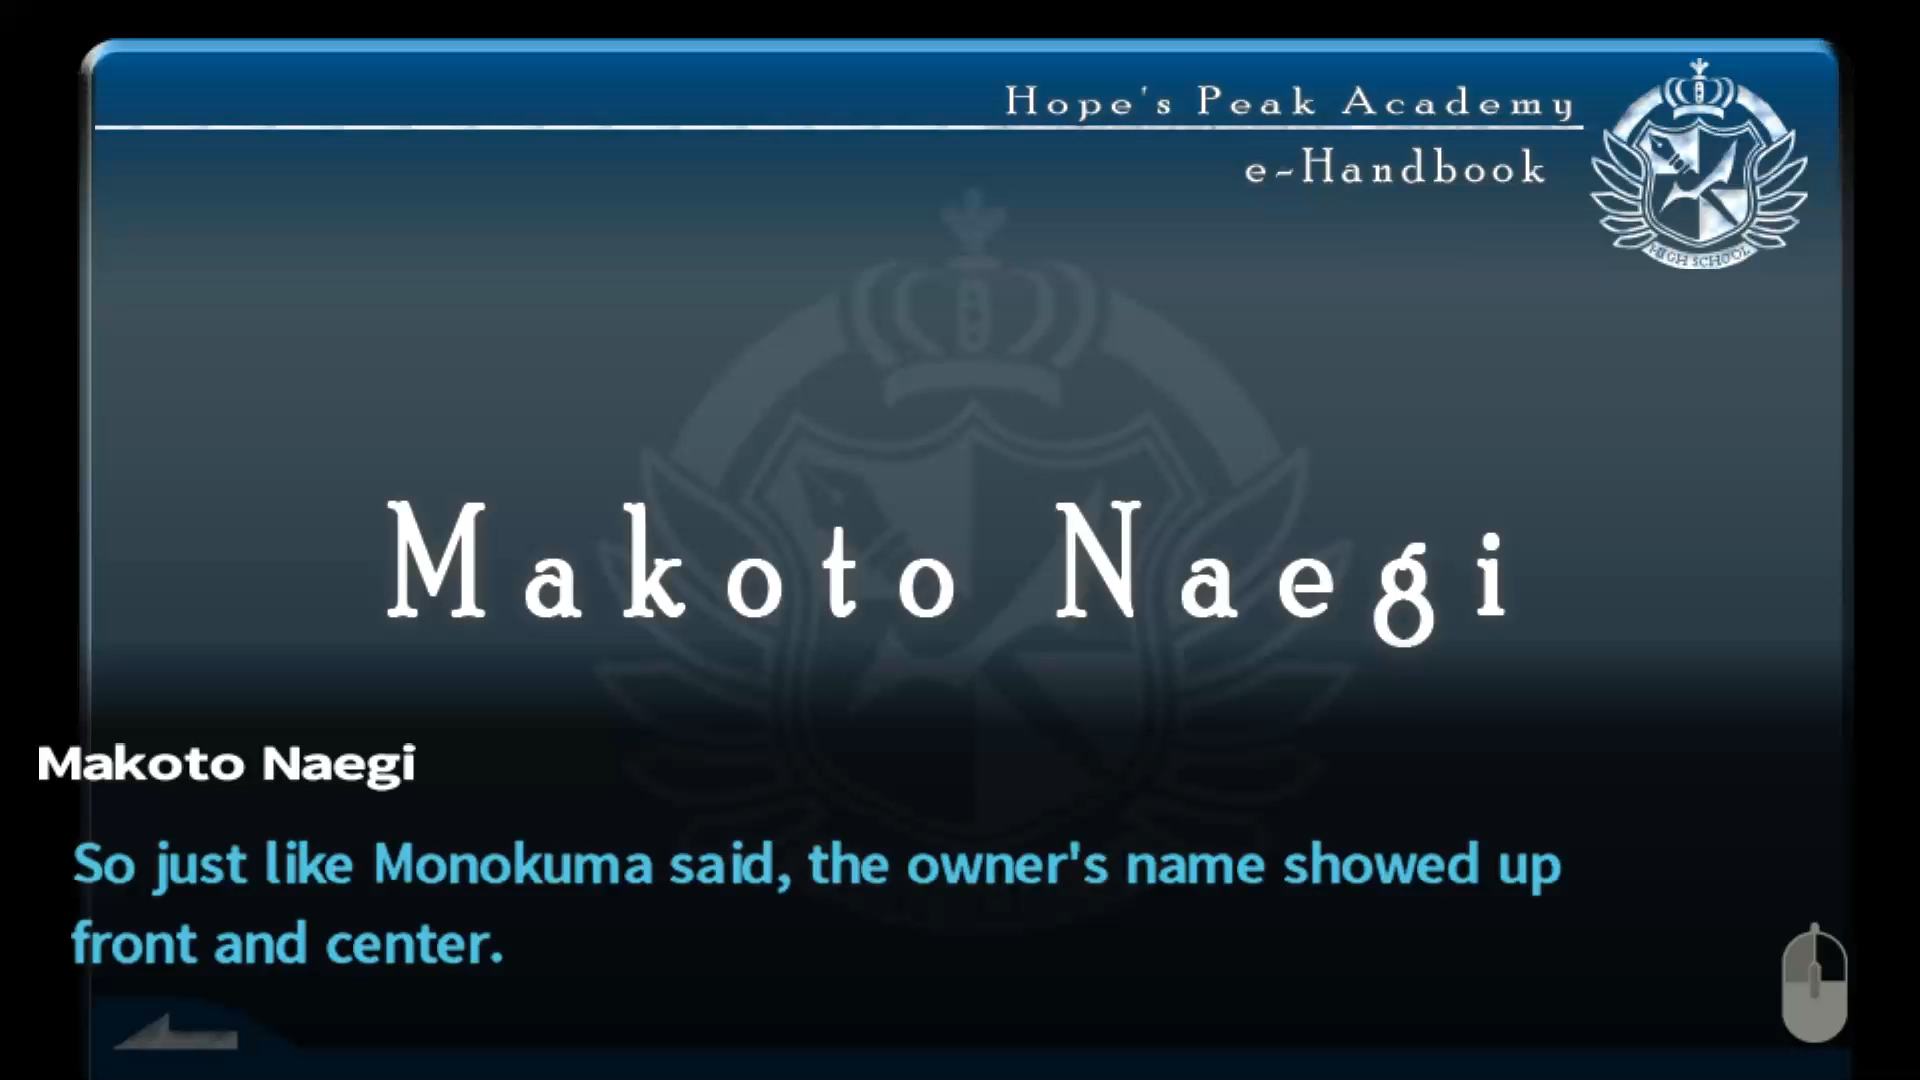 Hope's Peak Academy
e-Handbook
HIGH SCHOOL
Makoto Naegi
Makoto Naegi
So just like Monokuma said, the owner's name showed up
front and center.